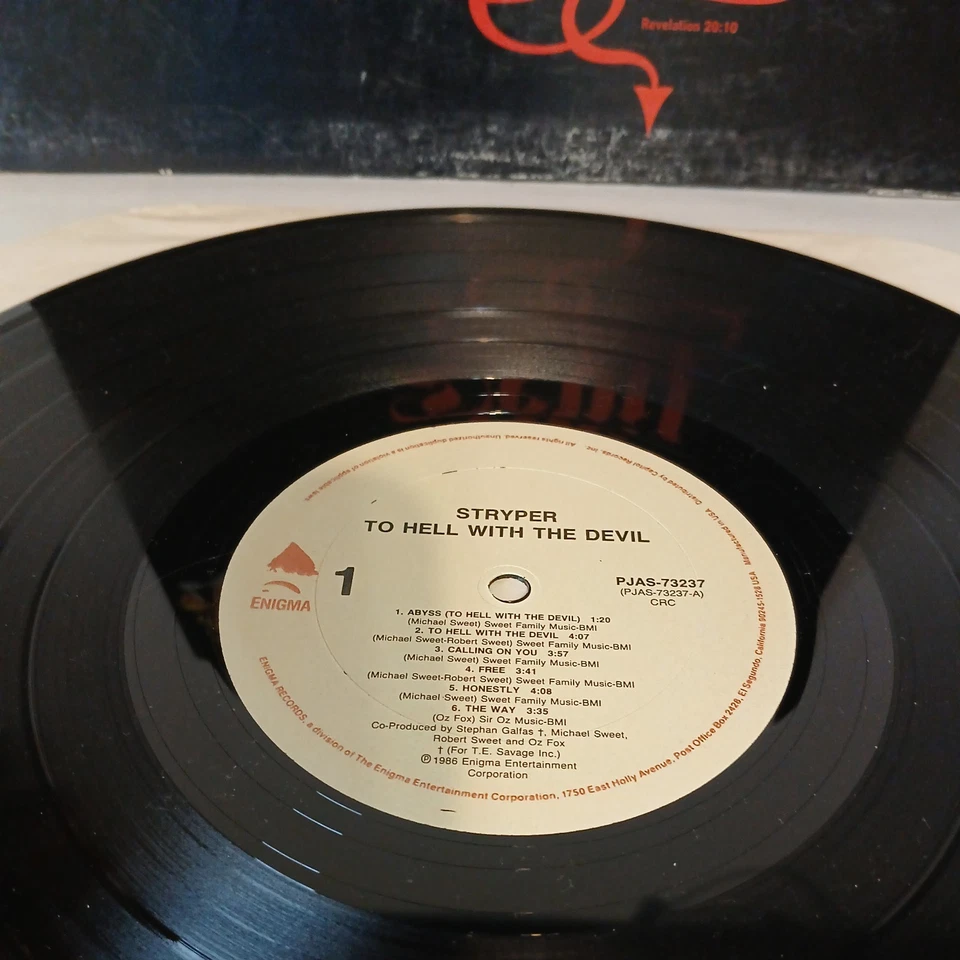 Revelation 20:10
STRYPER
TO HELL WITH THE DEVIL
ENIGMA
1
PJAS-73237
(PJAS-73237-A)
CRC
1. ABYSS (TO HELL WITH THE DEVIL) 1:20
(Michael Sweet) Sweet Family Music-BMI
2. TO HELL WITH THE DEVIL 4:07
(Michael Sweet-Robert Sweet) Sweet Family Music-BMI
3. CALLING ON YOU 3:57
(Michael Sweet) Sweet Family Music-BMI
4. FREE 3:41
(Michael Sweet-Robert Sweet) Sweet Family Music-BMI
5. HONESTLY 4:08
(Michael Sweet) Sweet Family Music-BMI
6. THE WAY 3:35
(Oz Fox) Sir Oz Music-BMI
Co-Produced by Stephan Galfas †, Michael Sweet,
Robert Sweet and Oz Fox
† (For T.E. Savage Inc.)
℗ 1986 Enigma Entertainment
Corporation
ENIGMA RECORDS, a division of The Enigma Entertainment Corporation, 1750 East Holly Avenue, Post Office Box 2428, El Segundo, California 90245-1528 USA Manufactured in USA Distributed by Capitol Records, Inc. All rights reserved. Unauthorized duplication is a violation of applicable laws.